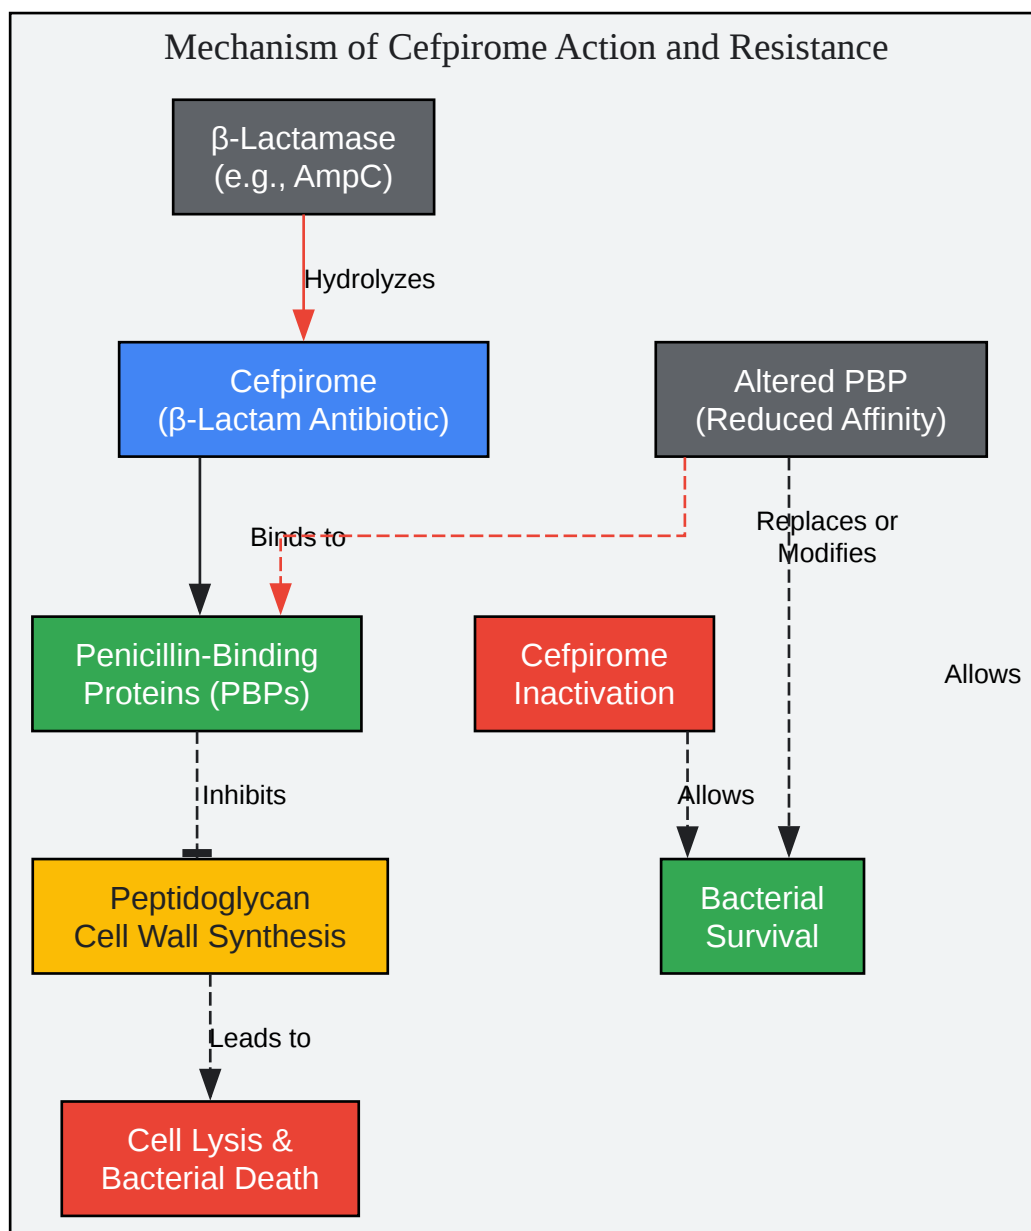 Mechanism of Cefpirome Action and Resistance
β-Lactamase
(e.g., AmpC)
Hydrolyzes
Cefpirome
(β-Lactam Antibiotic)
Altered PBP
(Reduced Affinity)
Binds to
Replaces or
Modifies
Penicillin-Binding
Proteins (PBPs)
Cefpirome
Inactivation
Allows
Inhibits
Allows
Peptidoglycan
Cell Wall Synthesis
Bacterial
Survival
Leads to
Cell Lysis &
Bacterial Death